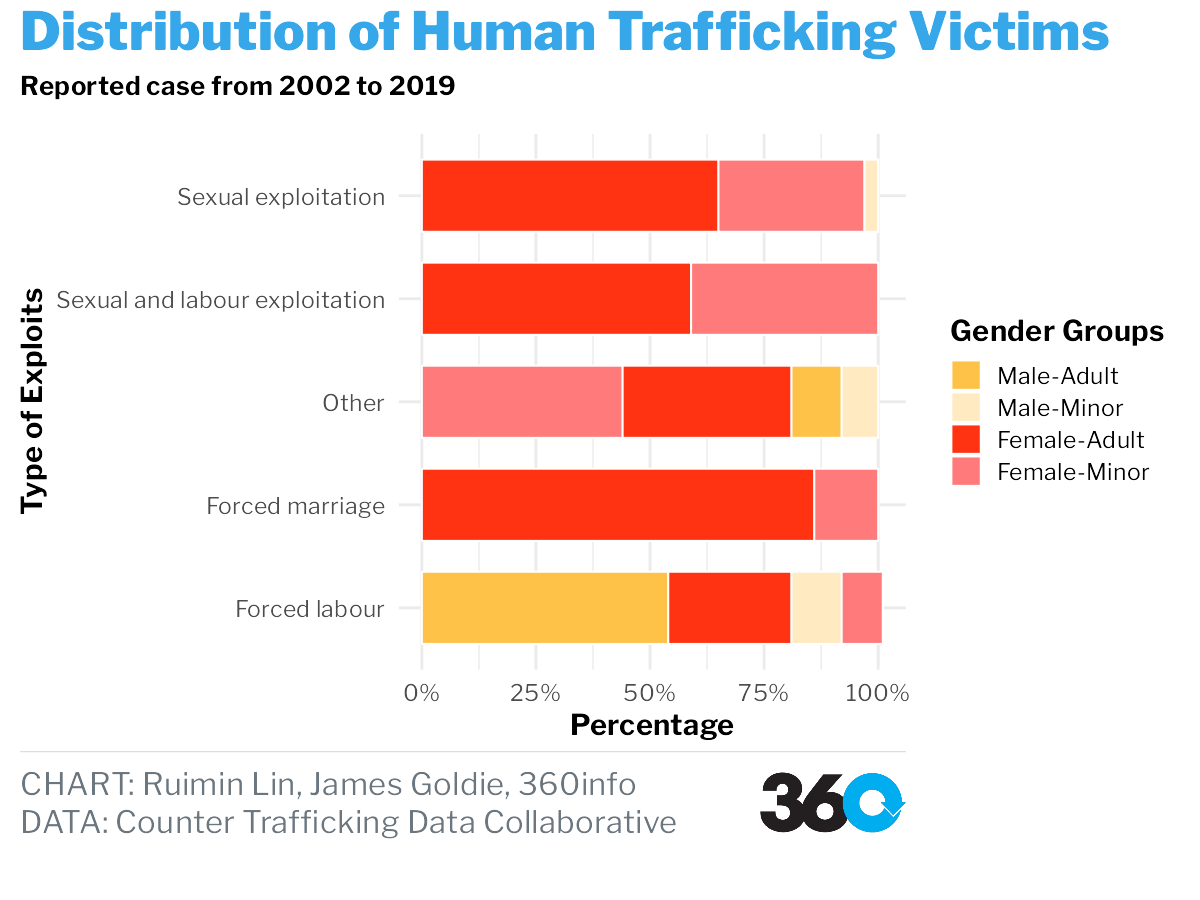 Distribution of Human Trafficking Victims
Reported case from 2002 to 2019
Type of Exploits
Sexual exploitation
Sexual and labour exploitation
Other
Forced marriage
Forced labour
0% 25% 50% 75% 100%
Percentage
Gender Groups
Male-Adult
Male-Minor
Female-Adult
Female-Minor
CHART: Ruimin Lin, James Goldie, 360info
DATA: Counter Trafficking Data Collaborative
360